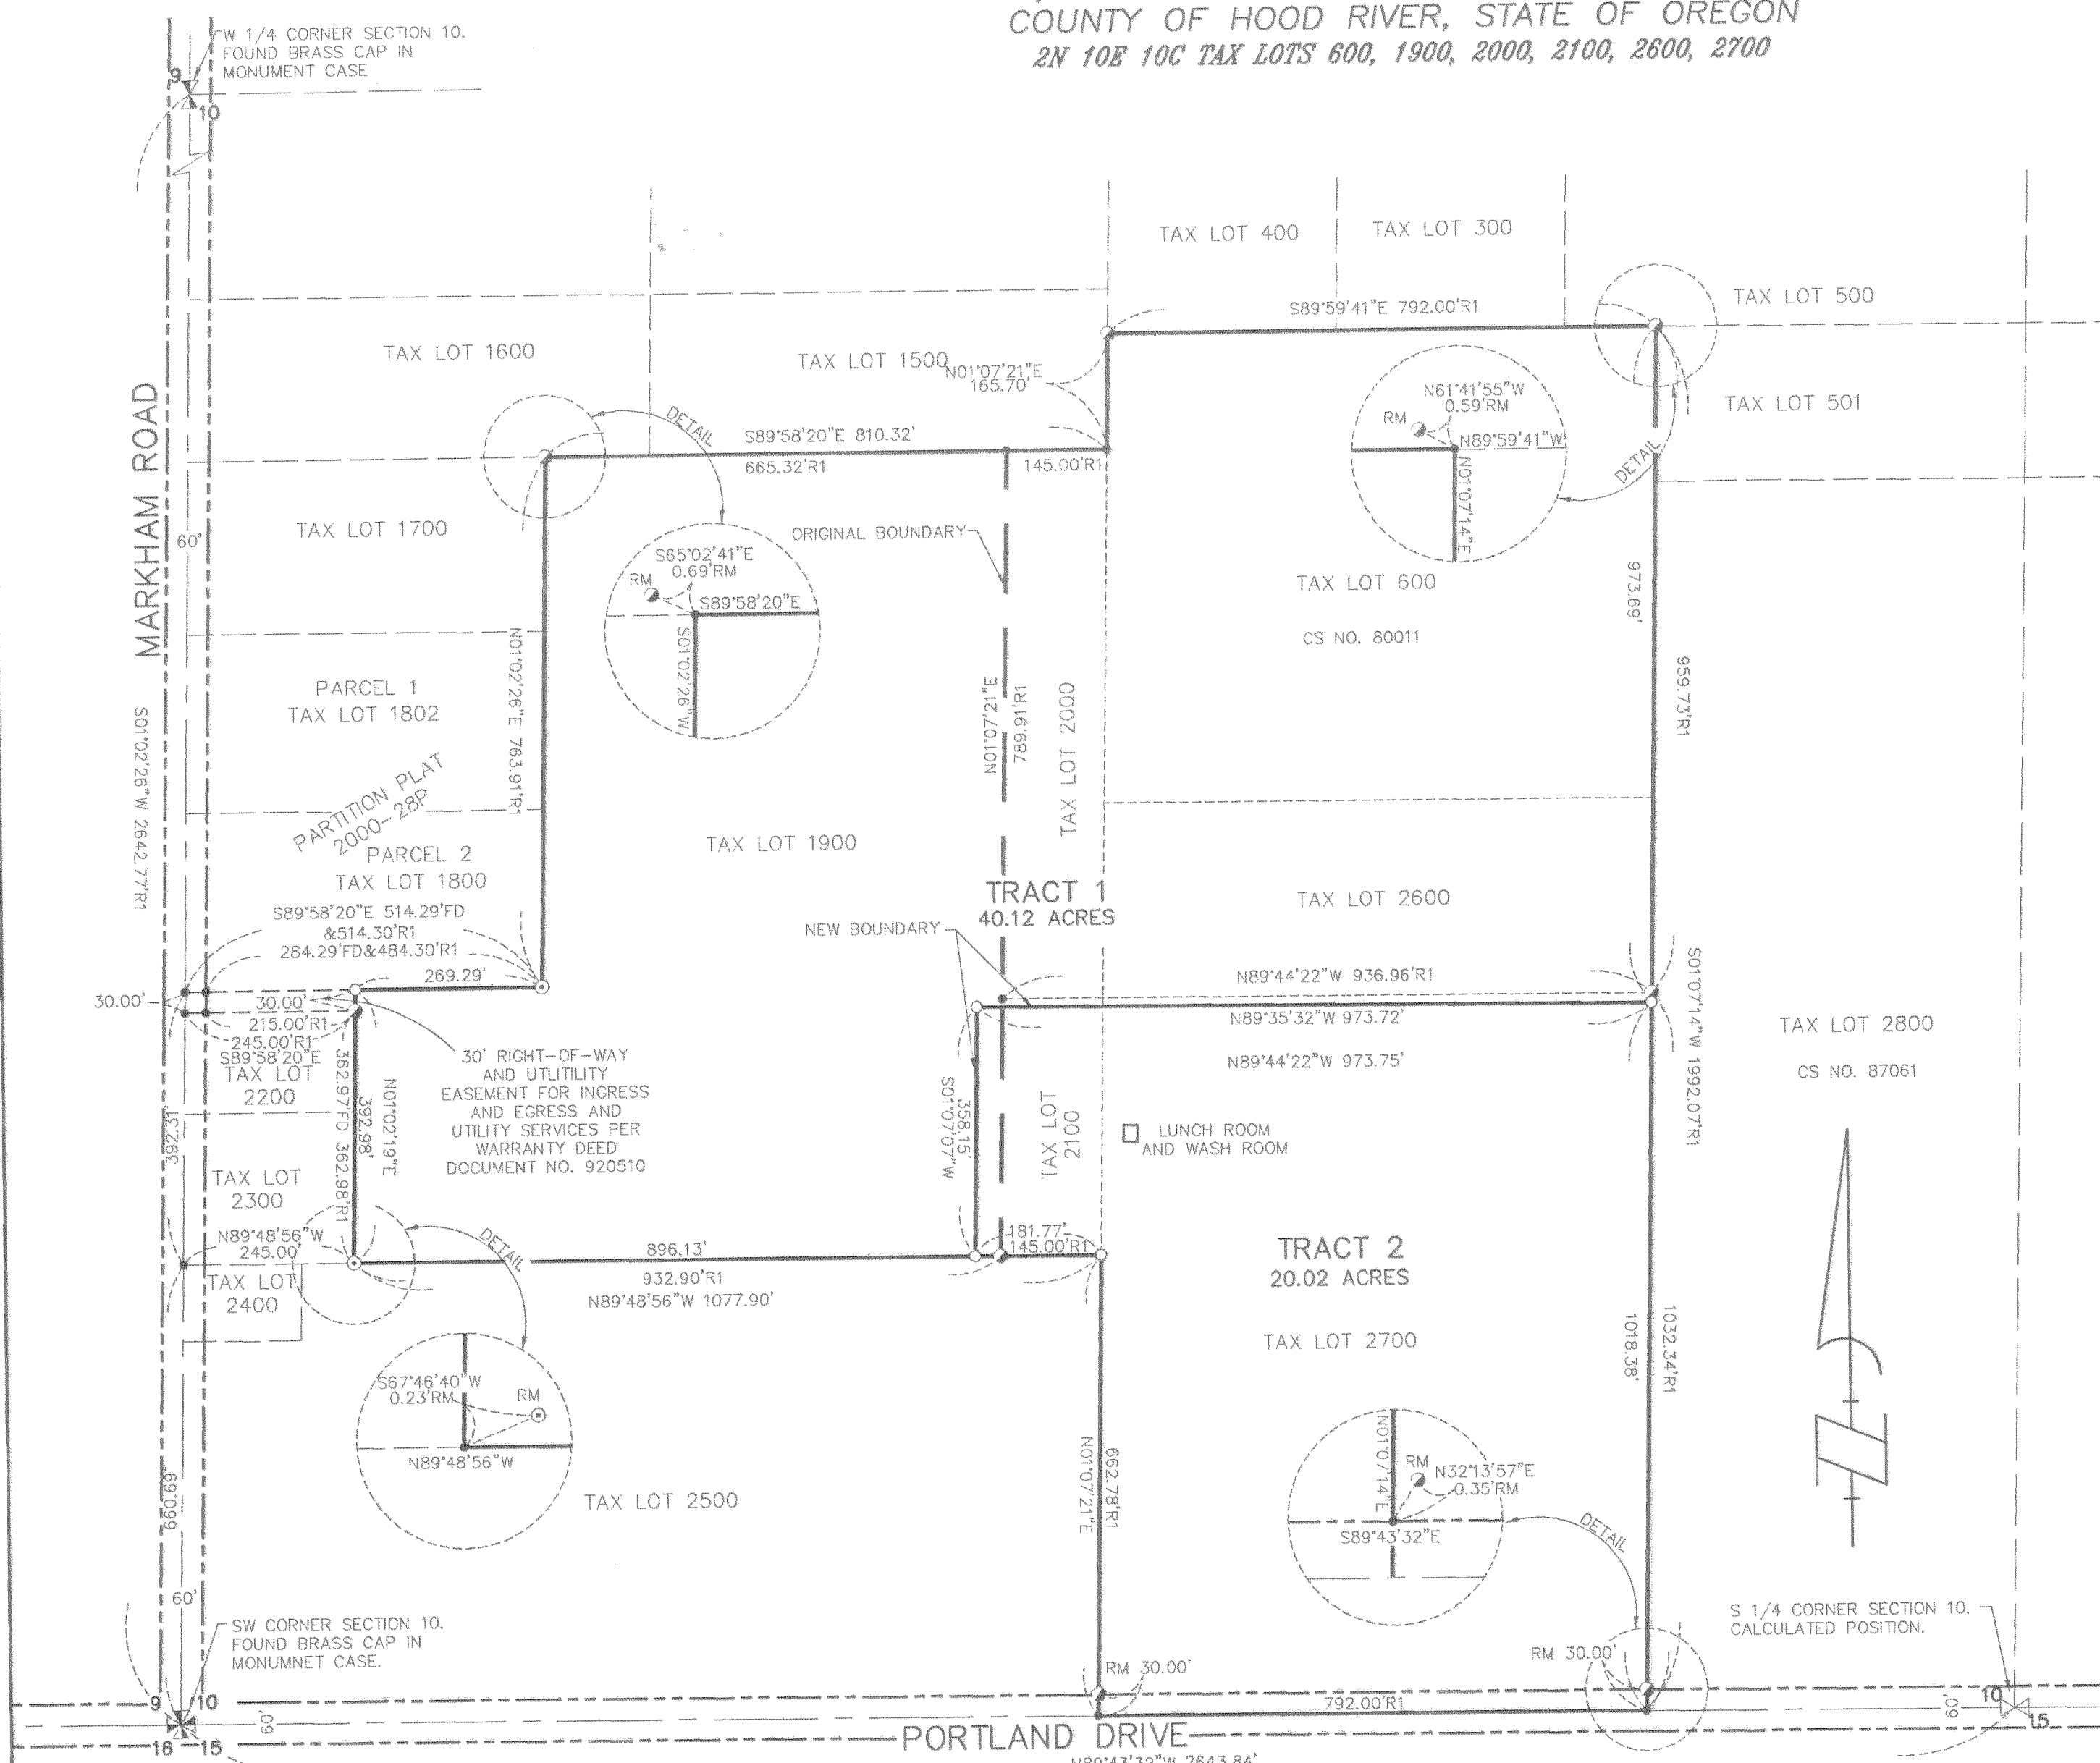 COUNTY OF HOOD RIVER, STATE OF OREGON
2N 10E 10C TAX LOTS 600, 1900, 2000, 2100, 2600, 2700
W 1/4 CORNER SECTION 10.
FOUND BRASS CAP IN
MONUMENT CASE
9
10
TAX LOT 400
TAX LOT 300
TAX LOT 500
S89°59'41"E 792.00'R1
TAX LOT 1600
TAX LOT 1500
N01°07'21"E
165.70'
TAX LOT 501
N61°41'55"W
0.59'RM
RM
N89°59'41"W
N01°07'14"E
DETAIL
DETAIL
S89°58'20"E 810.32'
665.32'R1
145.00'R1
MARKHAM ROAD
60'
TAX LOT 1700
ORIGINAL BOUNDARY
S65°02'41"E
0.69'RM
RM
S89°58'20"E
S01°02'26"W
TAX LOT 600
CS NO. 80011
973.69'
959.73'R1
N01°02'26"E 763.91'R1
PARCEL 1
TAX LOT 1802
S01°02'26"W 2642.77'R1
N01°07'21"E
789.91'R1
TAX LOT 2000
PARTITION PLAT
2000-28P
PARCEL 2
TAX LOT 1800
TAX LOT 1900
TRACT 1
40.12 ACRES
TAX LOT 2600
NEW BOUNDARY
S89°58'20"E 514.29'FD
&514.30'R1
284.29'FD&484.30'R1
269.29'
30.00'
30.00'
215.00'R1
245.00'R1
S89°58'20"E
TAX LOT
2200
N89°44'22"W 936.96'R1
N89°35'32"W 973.72'
N89°44'22"W 973.75'
S01°07'14"W 1992.07'R1
TAX LOT 2800
CS NO. 87061
30' RIGHT-OF-WAY
AND UTLITILITY
EASEMENT FOR INGRESS
AND EGRESS AND
UTILITY SERVICES PER
WARRANTY DEED
DOCUMENT NO. 920510
362.97'FD 362.98'R1
392.98'
N01°02'19"E
392.31'
358.15'
S01°07'07"W
TAX LOT
2100
LUNCH ROOM
AND WASH ROOM
TAX LOT
2300
N89°48'56"W
245.00'
TAX LOT
2400
DETAIL
896.13'
932.90'R1
N89°48'56"W 1077.90'
181.77'
145.00'R1
TRACT 2
20.02 ACRES
TAX LOT 2700
1018.38'
1032.34'R1
S67°46'40"W
0.23'RM
RM
N89°48'56"W
TAX LOT 2500
662.78'R1
N01°07'21"E
N01°07'14"E
RM
N32°13'57"E
0.35'RM
S89°43'32"E
DETAIL
660.69'
60'
SW CORNER SECTION 10.
FOUND BRASS CAP IN
MONUMNET CASE.
S 1/4 CORNER SECTION 10.
CALCULATED POSITION.
RM 30.00'
RM 30.00'
792.00'R1
9
10
16
15
60'
10
15
60'
PORTLAND DRIVE
N89°43'32"W 2643.84'